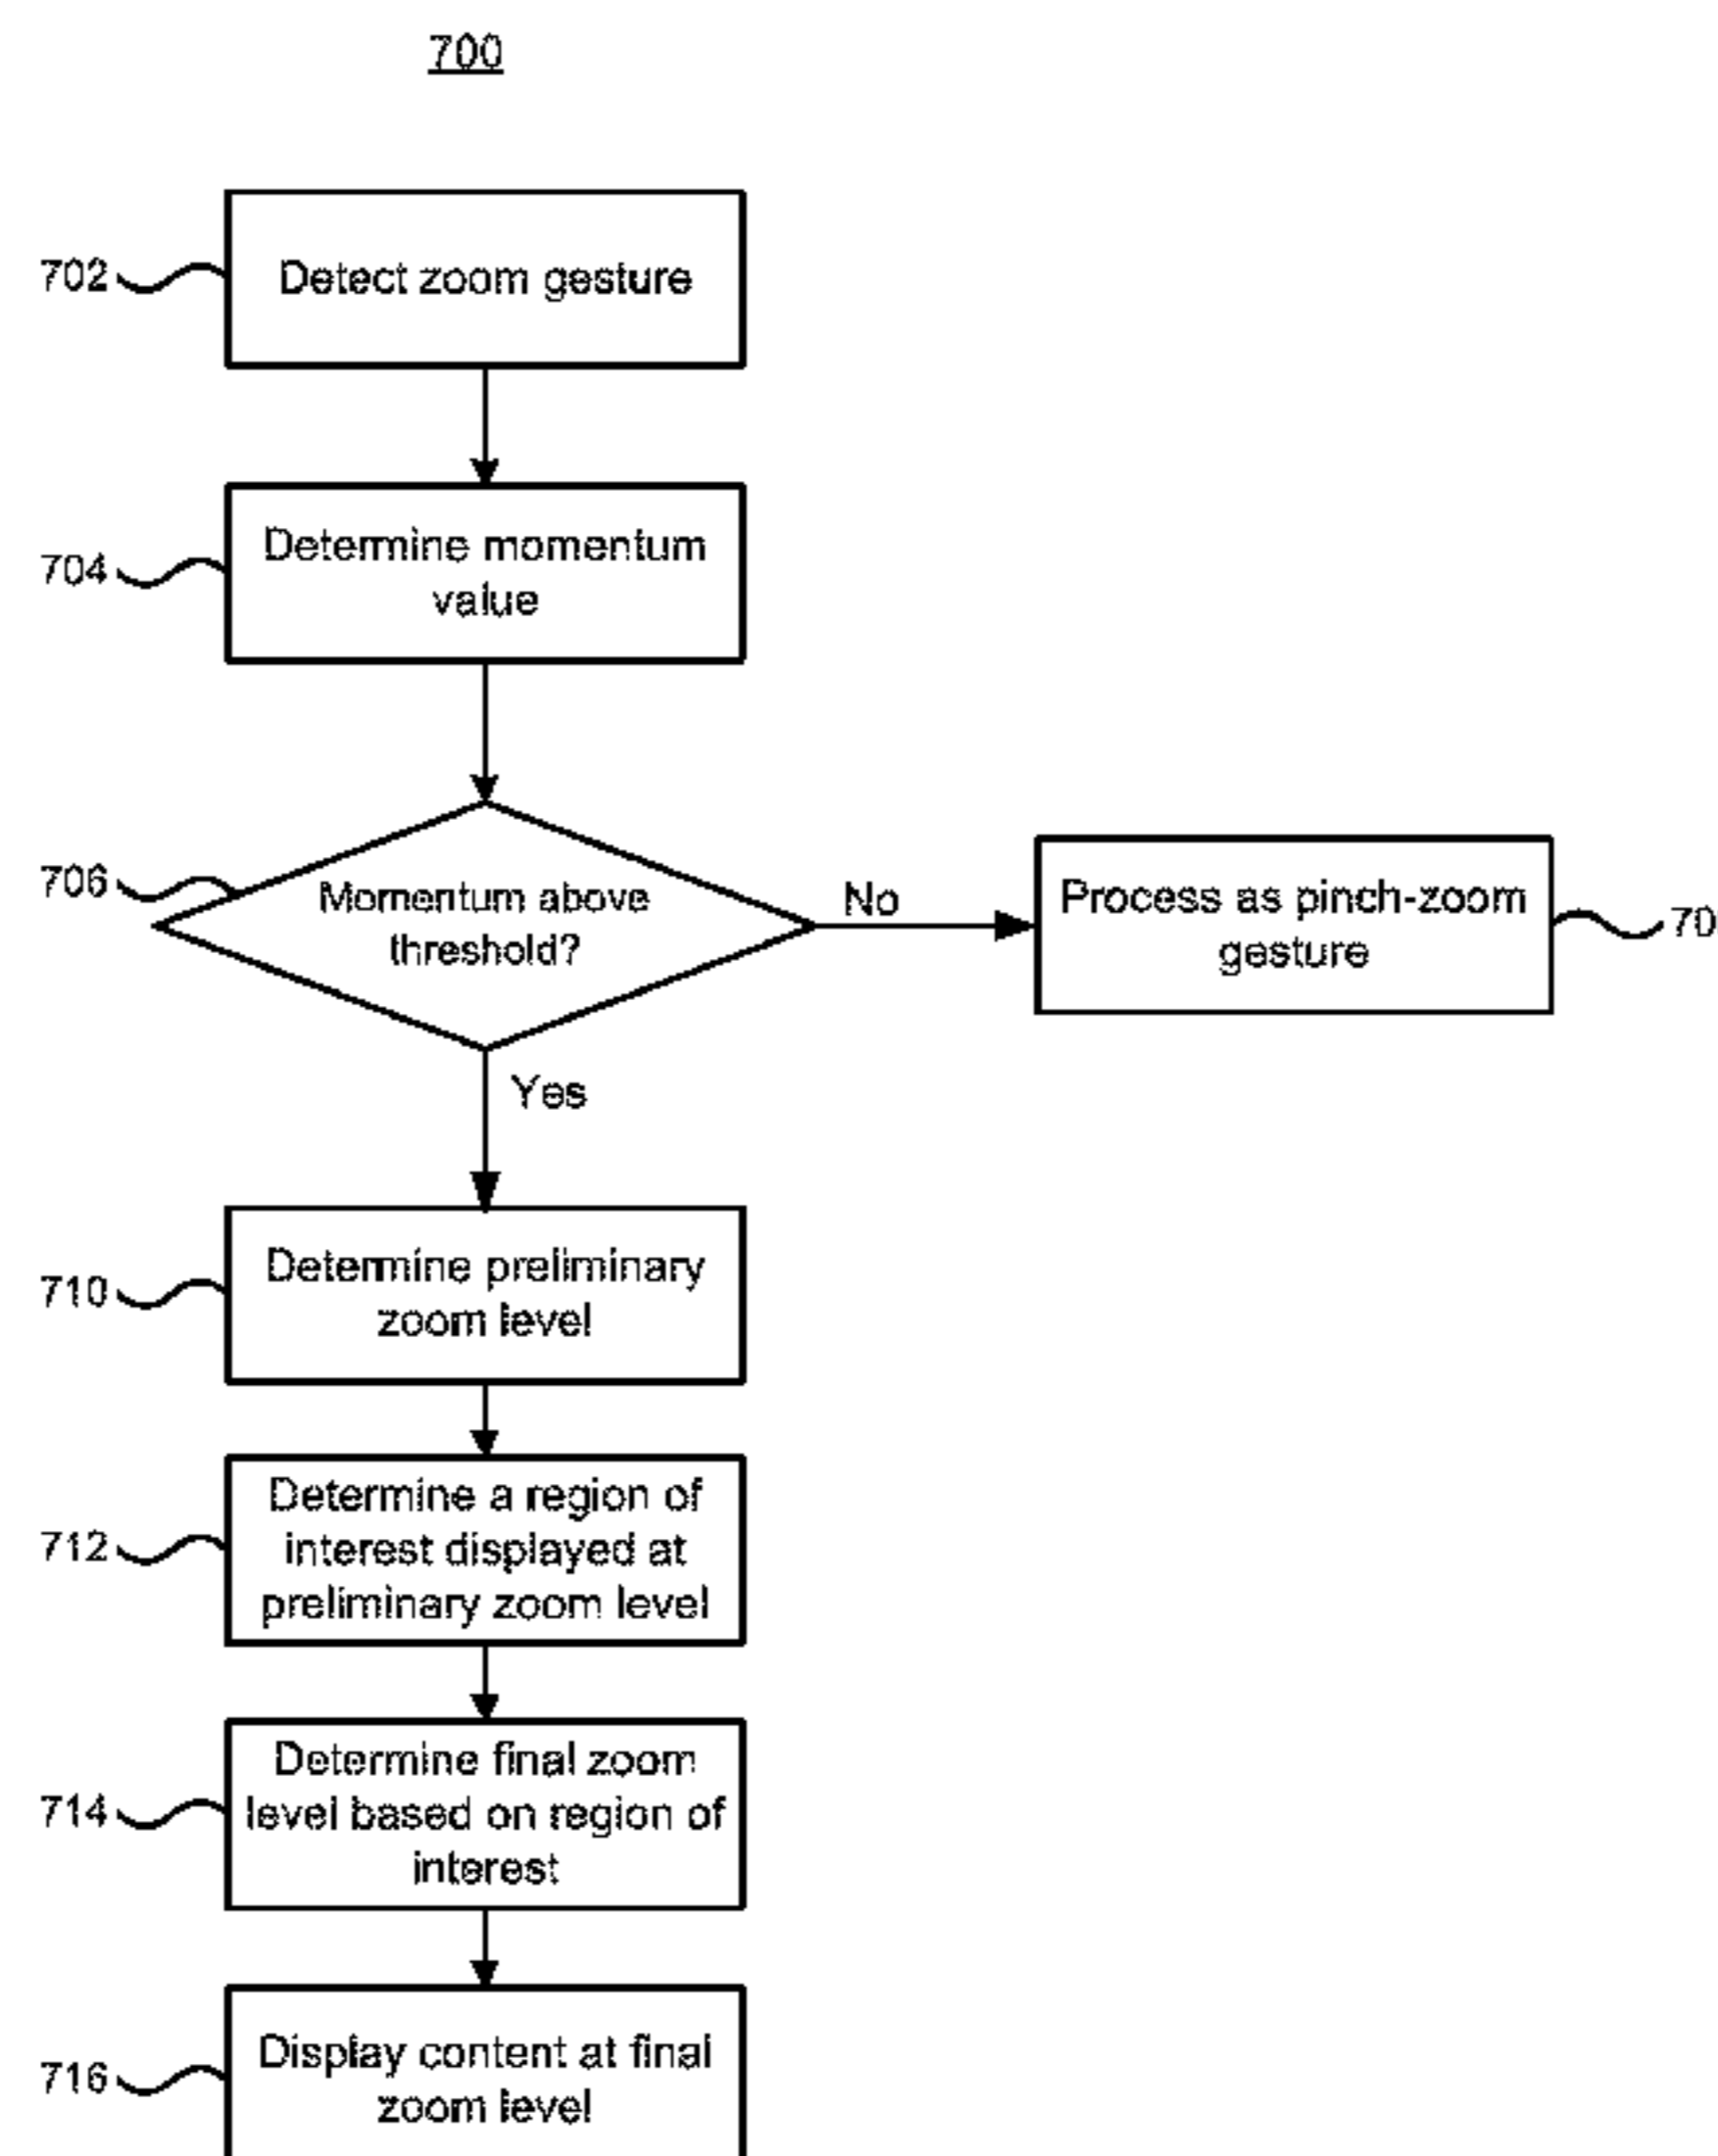 700
702
Detect zoom gesture
704
Determine momentum
value
706
Momentum above
threshold?
No
Process as pinch-zoom
gesture
70
Yes
710
Determine preliminary
zoom level
712
Determine a region of
interest displayed at
preliminary zoom level
714
Determine final zoom
level based on region of
interest
716
Display content at final
zoom level